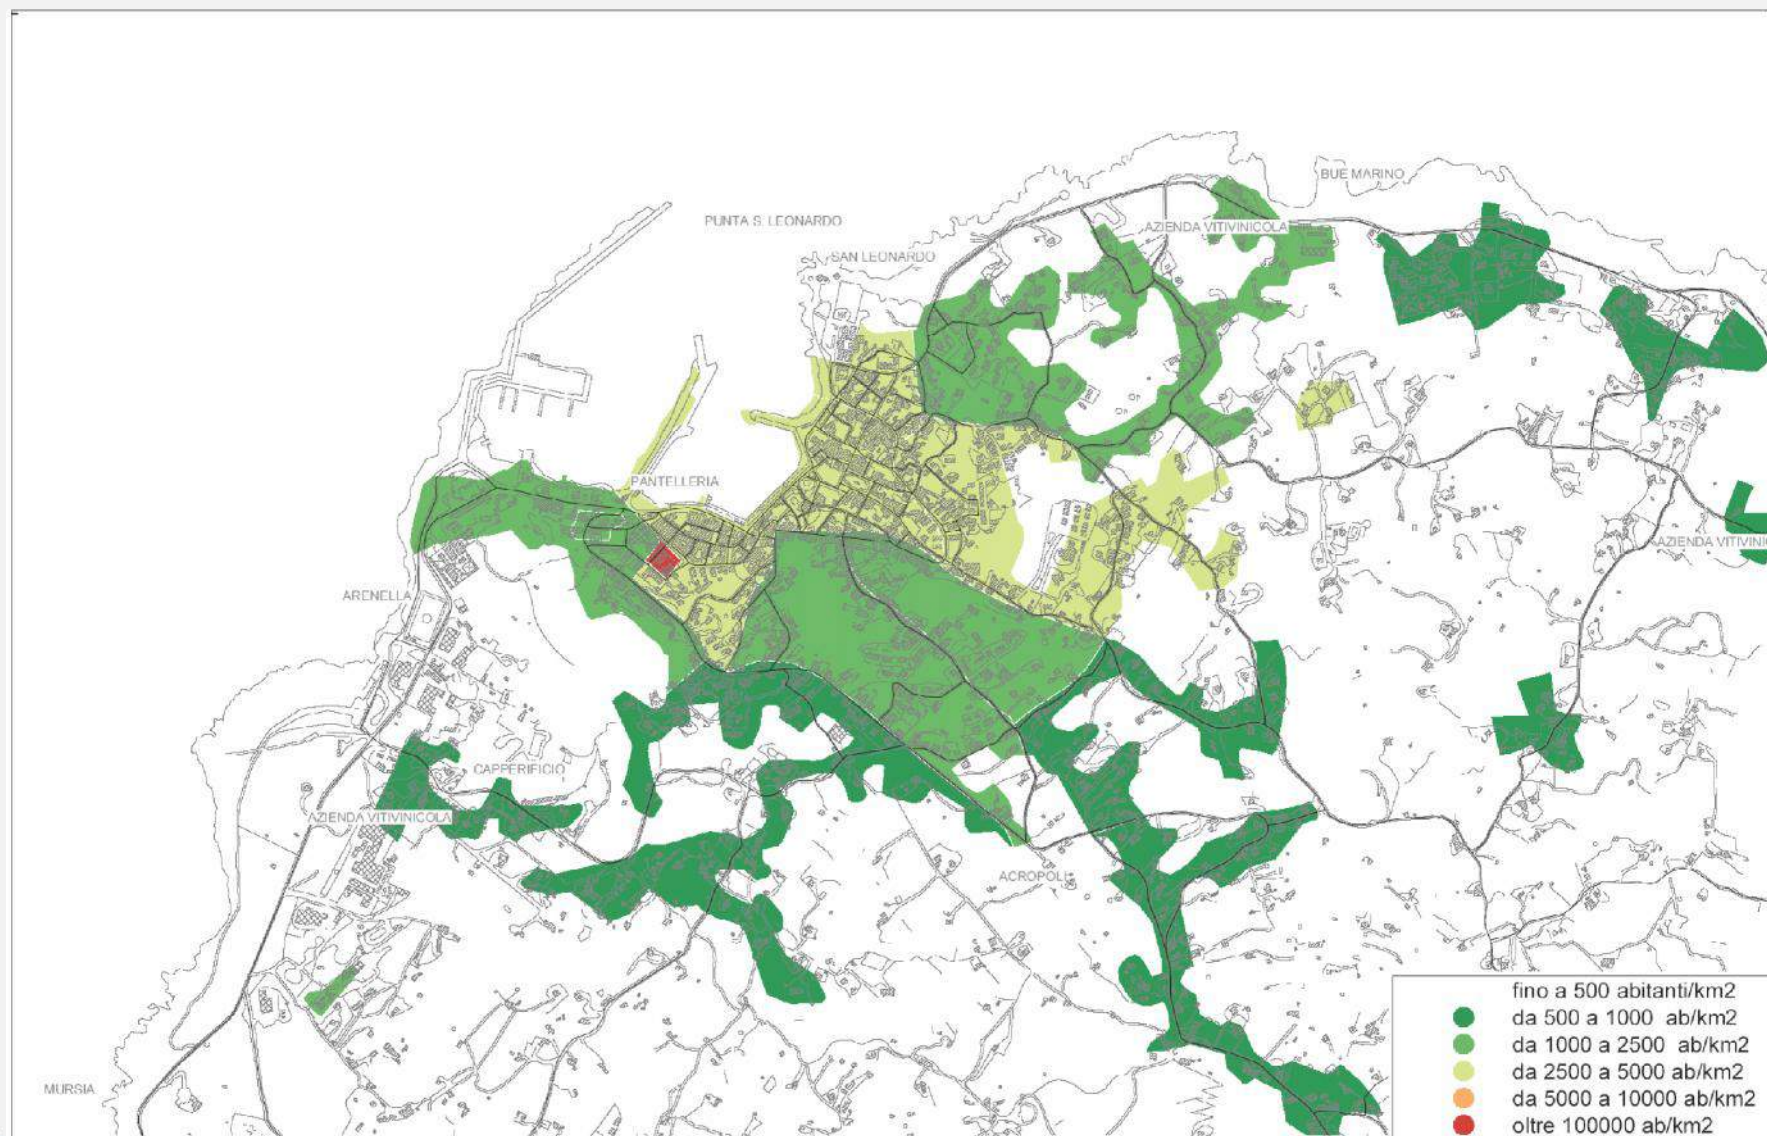 BUE MARINO
PUNTA S. LEONARDO
AZIENDA VITIVINICOLA
SAN LEONARDO
PANTELLERIA
AZIENDA VITIVINI
ARENELLA
CAPPERIFICIO
AZIENDA VITIVINICOLA
ACROPOLI
MURSIA
fino a 500 abitanti/km2
da 500 a 1000 ab/km2
da 1000 a 2500 ab/km2
da 2500 a 5000 ab/km2
da 5000 a 10000 ab/km2
oltre 100000 ab/km2